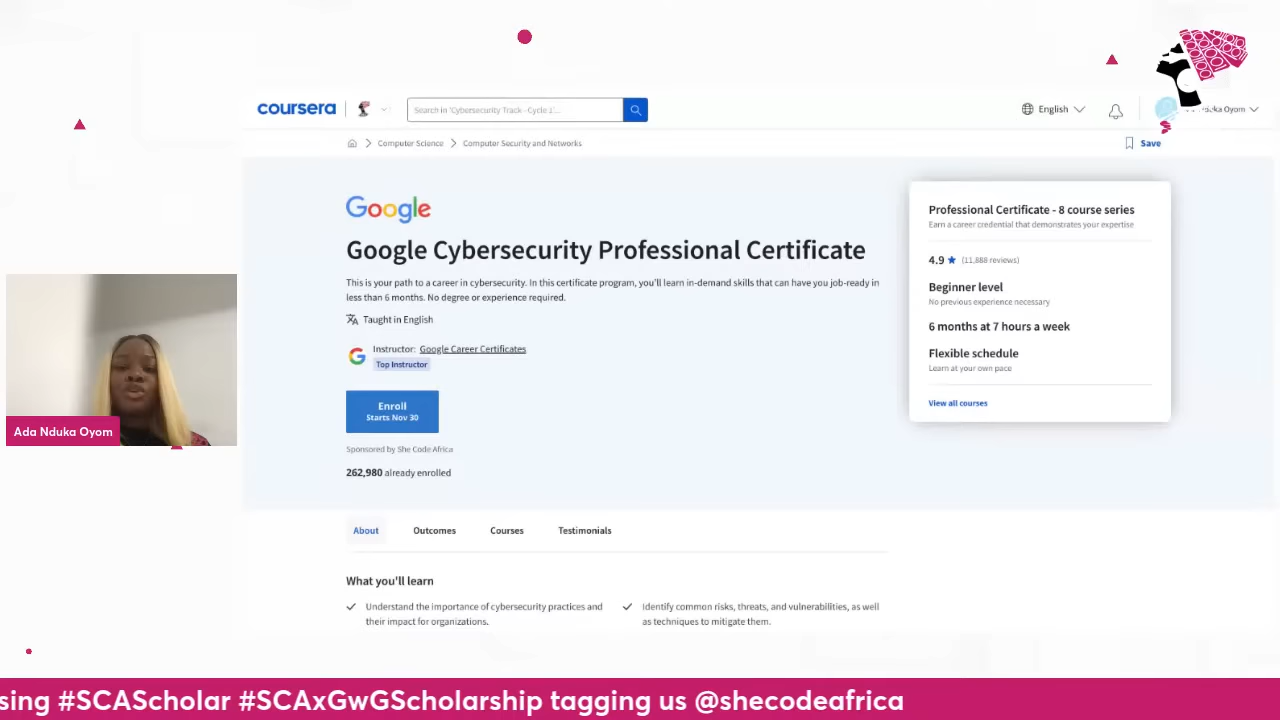 coursera
Search in 'Cybersecurity Track - Cycle 1'...
English
Oyom
Computer Science
Computer Security and Networks
Save
Google
Google Cybersecurity Professional Certificate
This is your path to a career in cybersecurity. In this certificate program, you'll learn in-demand skills that can have you job-ready in
less than 6 months. No degree or experience required.
Taught in English
Instructor: Google Career Certificates
Top Instructor
Enroll
Starts Nov 30
Sponsored by She Code Africa
262,980 already enrolled
Professional Certificate - 8 course series
Earn a career credential that demonstrates your expertise
4.9 ★ (11,888 reviews)
Beginner level
No previous experience necessary
6 months at 7 hours a week
Flexible schedule
Learn at your own pace
View all courses
Ada Nduka Oyom
About
Outcomes
Courses
Testimonials
What you'll learn
Understand the importance of cybersecurity practices and
their impact for organizations.
Identify common risks, threats, and vulnerabilities, as well
as techniques to mitigate them.
sing #SCAScholar #SCAxGwGScholarship tagging us @shecodeafrica